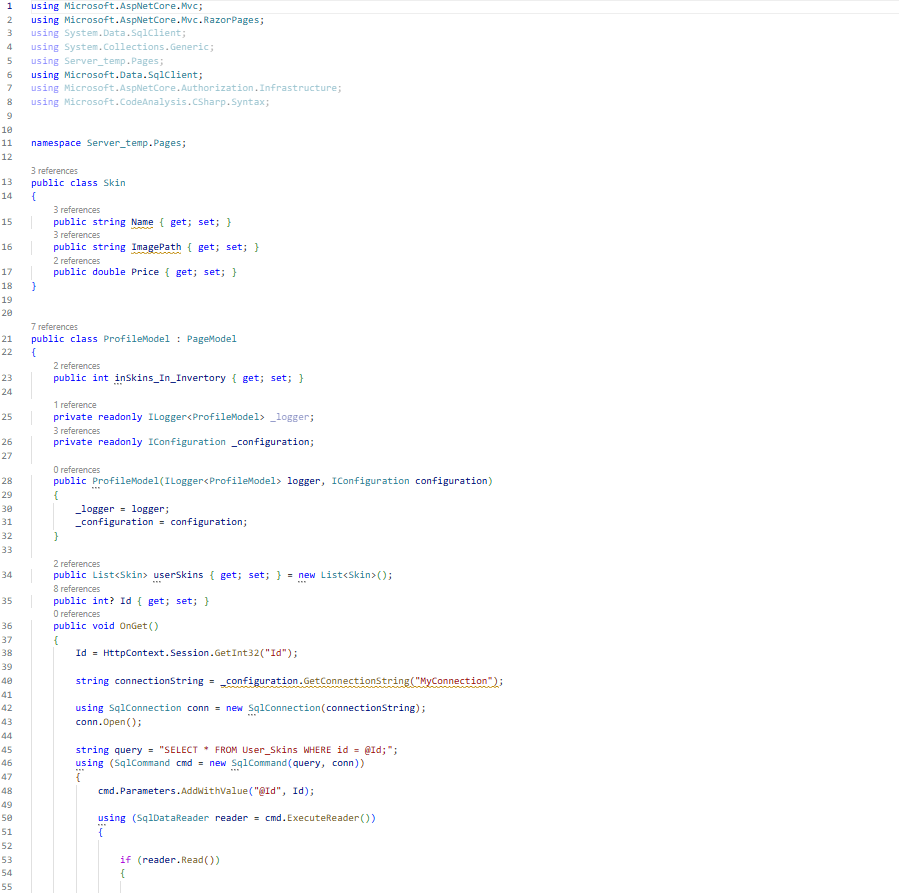 1 using Microsoft.AspNetCore.Mvc;
2 using Microsoft.AspNetCore.Mvc.RazorPages;
3 using System.Data.SqlClient;
4 using System.Collections.Generic;
5 using Server_temp.Pages;
6 using Microsoft.Data.SqlClient;
7 using Microsoft.AspNetCore.Authorization.Infrastructure;
8 using Microsoft.CodeAnalysis.CSharp.Syntax;
9
10
11 namespace Server_temp.Pages;
12
3 references
13 public class Skin
14 {
3 references
15 public string Name { get; set; }
3 references
16 public string ImagePath { get; set; }
2 references
17 public double Price { get; set; }
18 }
19
20
7 references
21 public class ProfileModel : PageModel
22 {
2 references
23 public int inSkins_In_Invertory { get; set; }
24
1 reference
25 private readonly ILogger<ProfileModel> _logger;
3 references
26 private readonly IConfiguration _configuration;
27
0 references
28 public ProfileModel(ILogger<ProfileModel> logger, IConfiguration configuration)
29 {
30 _logger = logger;
31 _configuration = configuration;
32 }
33
2 references
34 public List<Skin> userSkins { get; set; } = new List<Skin>();
8 references
35 public int? Id { get; set; }
0 references
36 public void OnGet()
37 {
38 Id = HttpContext.Session.GetInt32("Id");
39
40 string connectionString = _configuration.GetConnectionString("MyConnection");
41
42 using SqlConnection conn = new SqlConnection(connectionString);
43 conn.Open();
44
45 string query = "SELECT * FROM User_Skins WHERE id = @Id;";
46 using (SqlCommand cmd = new SqlCommand(query, conn))
47 {
48 cmd.Parameters.AddWithValue("@Id", Id);
49
50 using (SqlDataReader reader = cmd.ExecuteReader())
51 {
52
53 if (reader.Read())
54 {
55